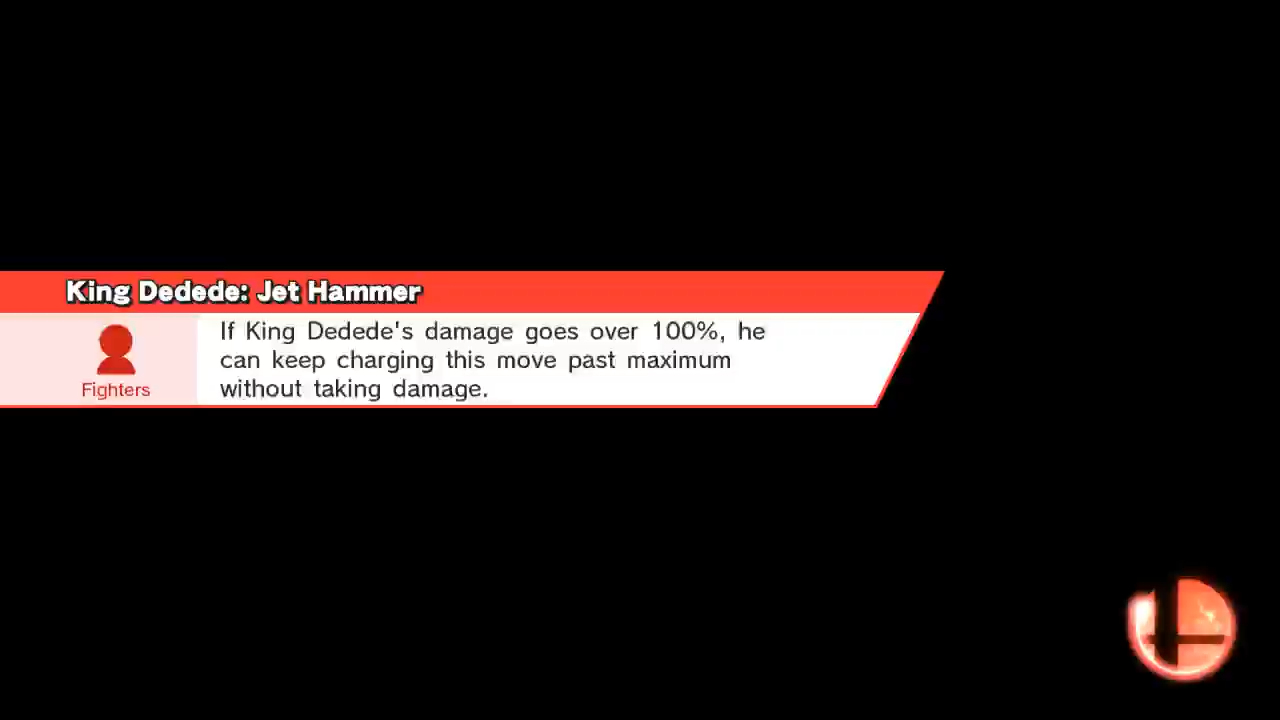 King Dedede: Jet Hammer
Fighters
If King Dedede's damage goes over 100%, he
can keep charging this move past maximum
without taking damage.